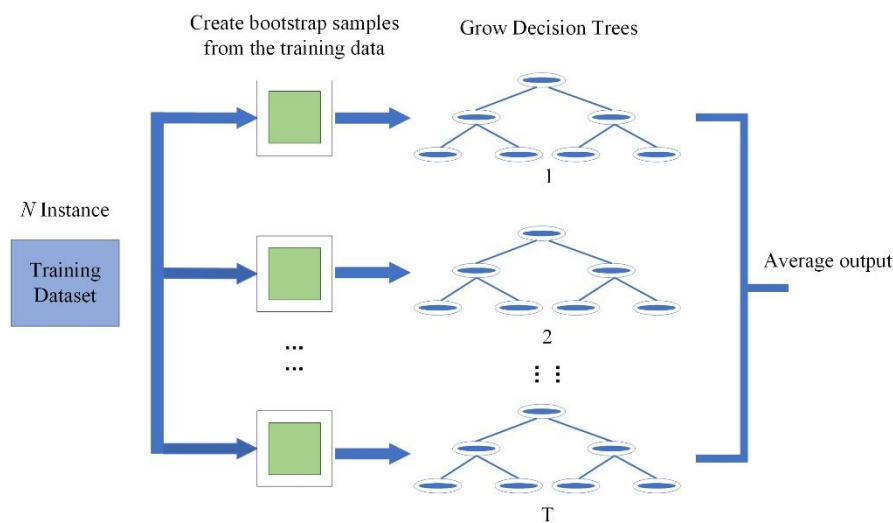 Create bootstrap samples
from the training data
Grow Decision Trees
1
N Instance
Training
Dataset
2
Average output
...
...
⋮ ⋮
T